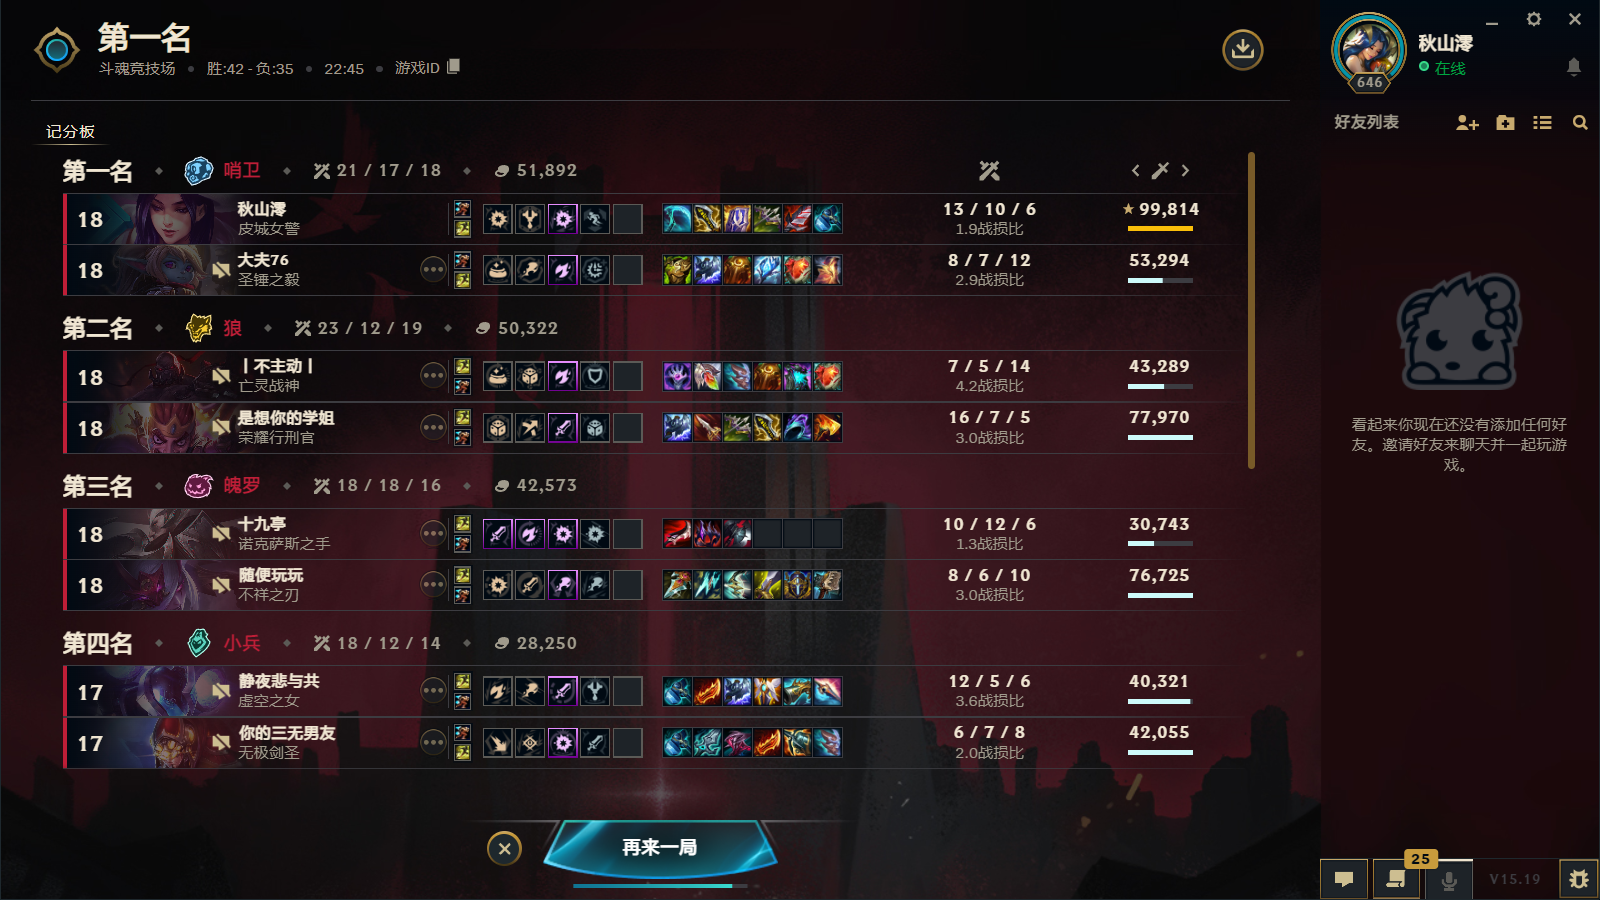 第一名
斗魂竞技场 • 胜:42 - 负:35 • 22:45 • 游戏ID
记分板
第一名 哨卫 21 / 17 / 18 51,892
18 秋山澪 13 / 10 / 6 99,814
皮城女警 1.9战损比
18 大夫76 8 / 7 / 12 53,294
圣锤之毅 2.9战损比
第二名 狼 23 / 12 / 19 50,322
18 丨不主动丨 7 / 5 / 14 43,289
亡灵战神 4.2战损比
18 是想你的学姐 16 / 7 / 5 77,970
荣耀行刑官 3.0战损比
第三名 魄罗 18 / 18 / 16 42,573
18 十九亭 10 / 12 / 6 30,743
诺克萨斯之手 1.3战损比
18 随便玩玩 8 / 6 / 10 76,725
不祥之刃 3.0战损比
第四名 小兵 18 / 12 / 14 28,250
17 静夜悲与共 12 / 5 / 6 40,321
虚空之女 3.6战损比
17 你的三无男友 6 / 7 / 8 42,055
无极剑圣 2.0战损比
再来一局
秋山澪
在线
646
好友列表
看起来你现在还没有添加任何好
友。邀请好友来聊天并一起玩游
戏。
25
V15.19